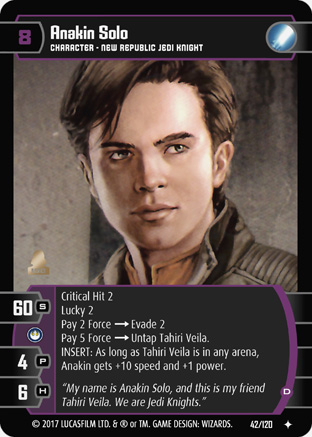 8
Anakin Solo
CHARACTER - NEW REPUBLIC JEDI KNIGHT
60 S
4 P
6 H
Critical Hit 2
Lucky 2
Pay 2 Force → Evade 2
Pay 5 Force → Untap Tahiri Veila.
INSERT: As long as Tahiri Veila is in any arena,
Anakin gets +10 speed and +1 power.
"My name is Anakin Solo, and this is my friend
Tahiri Veila. We are Jedi Knights."
D
© 2017 LUCASFILM LTD. & ® or TM. GAME DESIGN: WIZARDS.
42/120